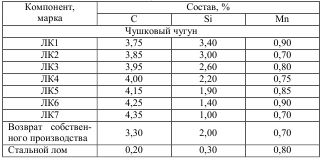 Компонент, марка Состав, %
C Si Mn
Чушковый чугун
ЛК1 3,75 3,40 0,90
ЛК2 3,85 3,00 0,70
ЛК3 3,95 2,60 0,80
ЛК4 4,00 2,20 0,75
ЛК5 4,15 1,90 0,85
ЛК6 4,25 1,40 0,90
ЛК7 4,35 1,00 0,70
Возврат собствен-
ного производства 3,30 2,00 0,70
Стальной лом 0,20 0,30 0,80